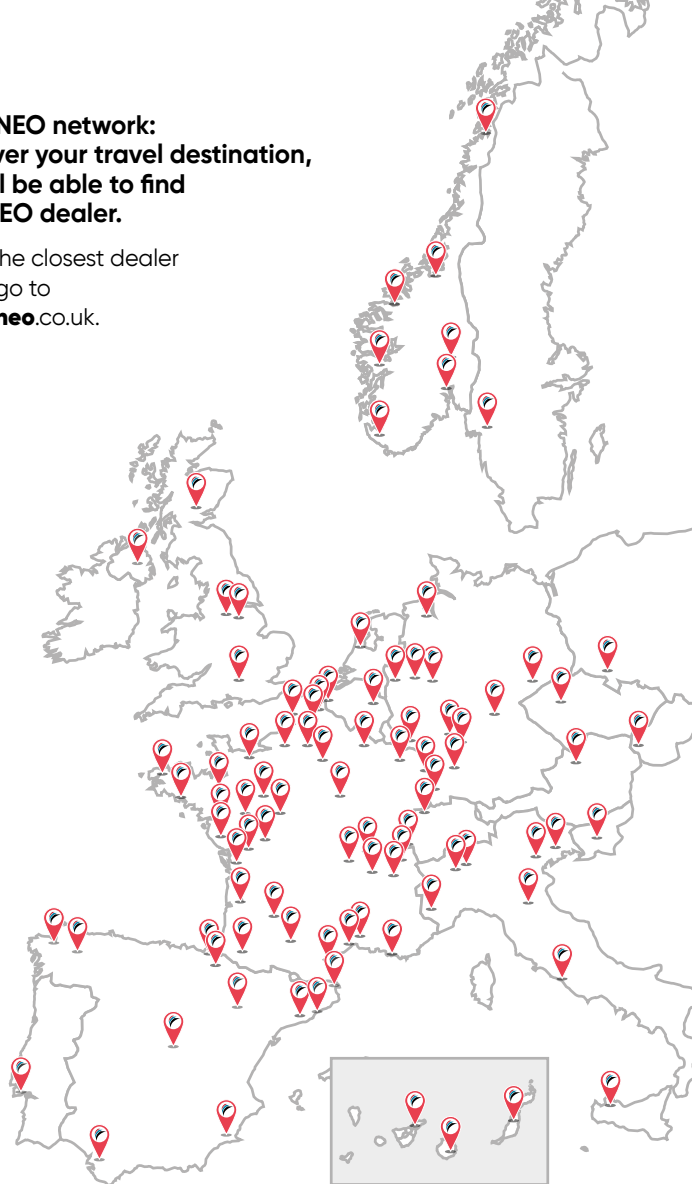 NEO network:
er your travel destination,
l be able to find
EO dealer.
he closest dealer
go to
neo.co.uk.